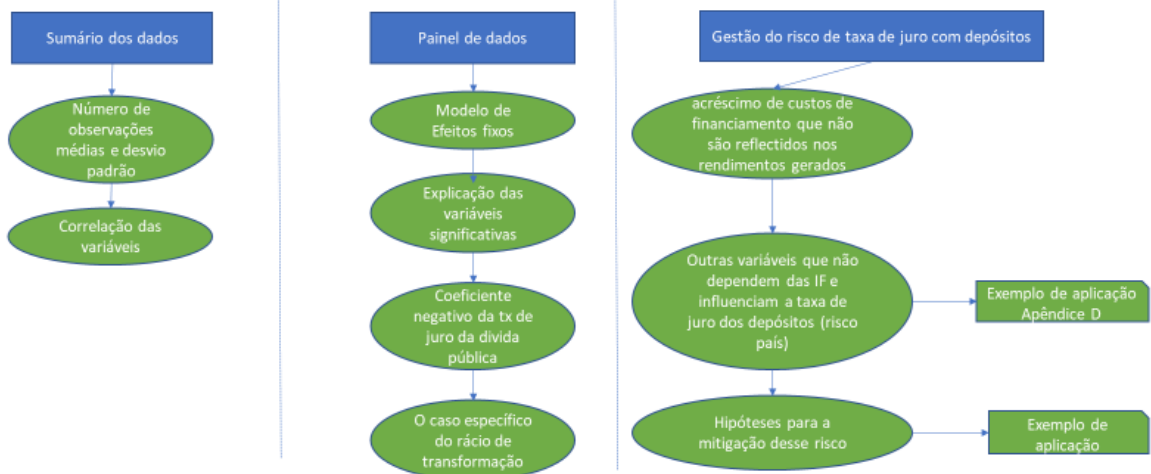 Sumário dos dados
Número de
observações
médias e desvio
padrão
Correlação das
variáveis
Painel de dados
Modelo de
Efeitos fixos
Explicação das
variáveis
significativas
Coeficiente
negativo da tx de
juro da divida
pública
O caso específico
do rácio de
transformação
Gestão do risco de taxa de juro com depósitos
acréscimo de custos de
financiamento que não
são reflectidos nos
rendimentos gerados
Outras variáveis que não
dependem das IF e
influenciam a taxa de
juro dos depósitos (risco
país)
Exemplo de aplicação
Apêndice D
Hipóteses para a
mitigação desse risco
Exemplo de
aplicação